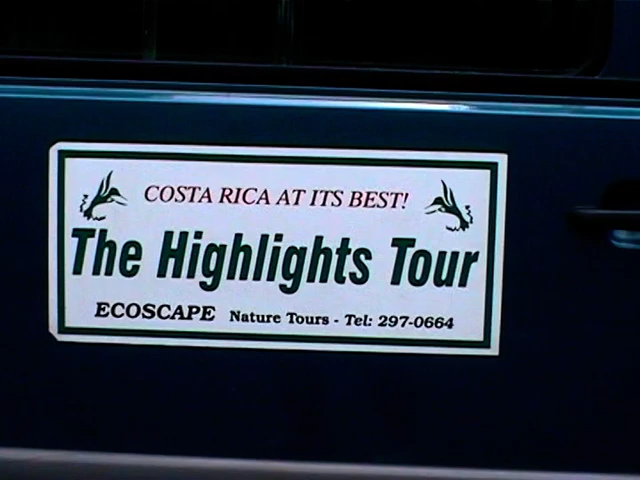 COSTA RICA AT ITS BEST!
The Highlights Tour
ECOSCAPE Nature Tours - Tel: 297-0664